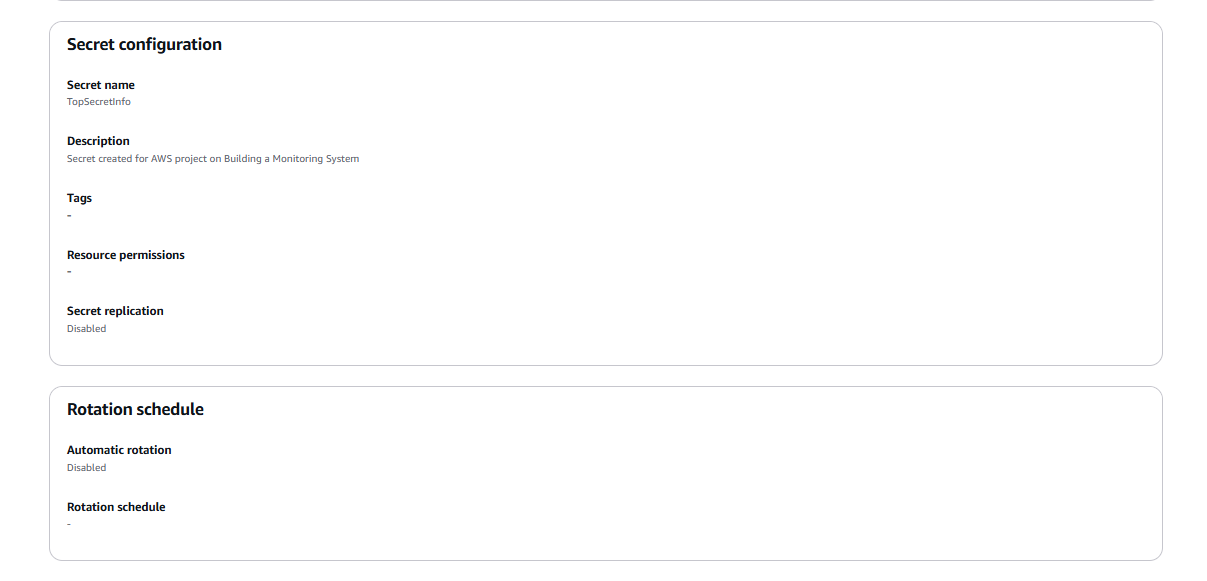 Secret configuration
Secret name
TopSecretInfo
Description
Secret created for AWS project on Building a Monitoring System
Tags
-
Resource permissions
-
Secret replication
Disabled
Rotation schedule
Automatic rotation
Disabled
Rotation schedule
-